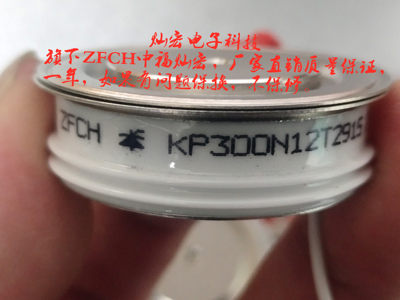 灿宏电子科技
旗下ZFCH中福灿宏，厂家直销质量保证，
一年，如果有问题保换，不保修
ZFCH KP300N12T2915